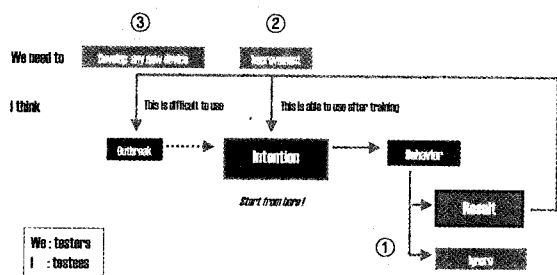 ③
②
We need to
I think
This is difficult to use
This is able to use after training
Outbreak
Intention
Behavior
Start from here!
Result
①
We : testers
I : testees